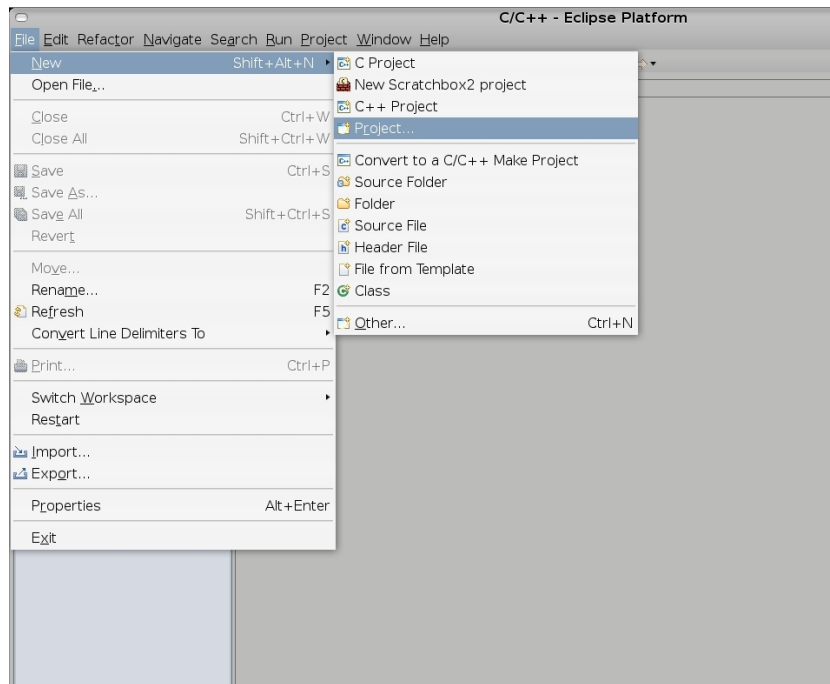 C/C++ - Eclipse Platform
File Edit Refactor Navigate Search Run Project Window Help
New Shift+Alt+N
Open File...
Close Ctrl+W
Close All Shift+Ctrl+W
Save Ctrl+S
Save As...
Save All Shift+Ctrl+S
Revert
Move...
Rename... F2
Refresh F5
Convert Line Delimiters To
Print... Ctrl+P
Switch Workspace
Restart
Import...
Export...
Properties Alt+Enter
Exit
C Project
New Scratchbox2 project
C++ Project
Project...
Convert to a C/C++ Make Project
Source Folder
Folder
Source File
Header File
File from Template
Class
Other... Ctrl+N